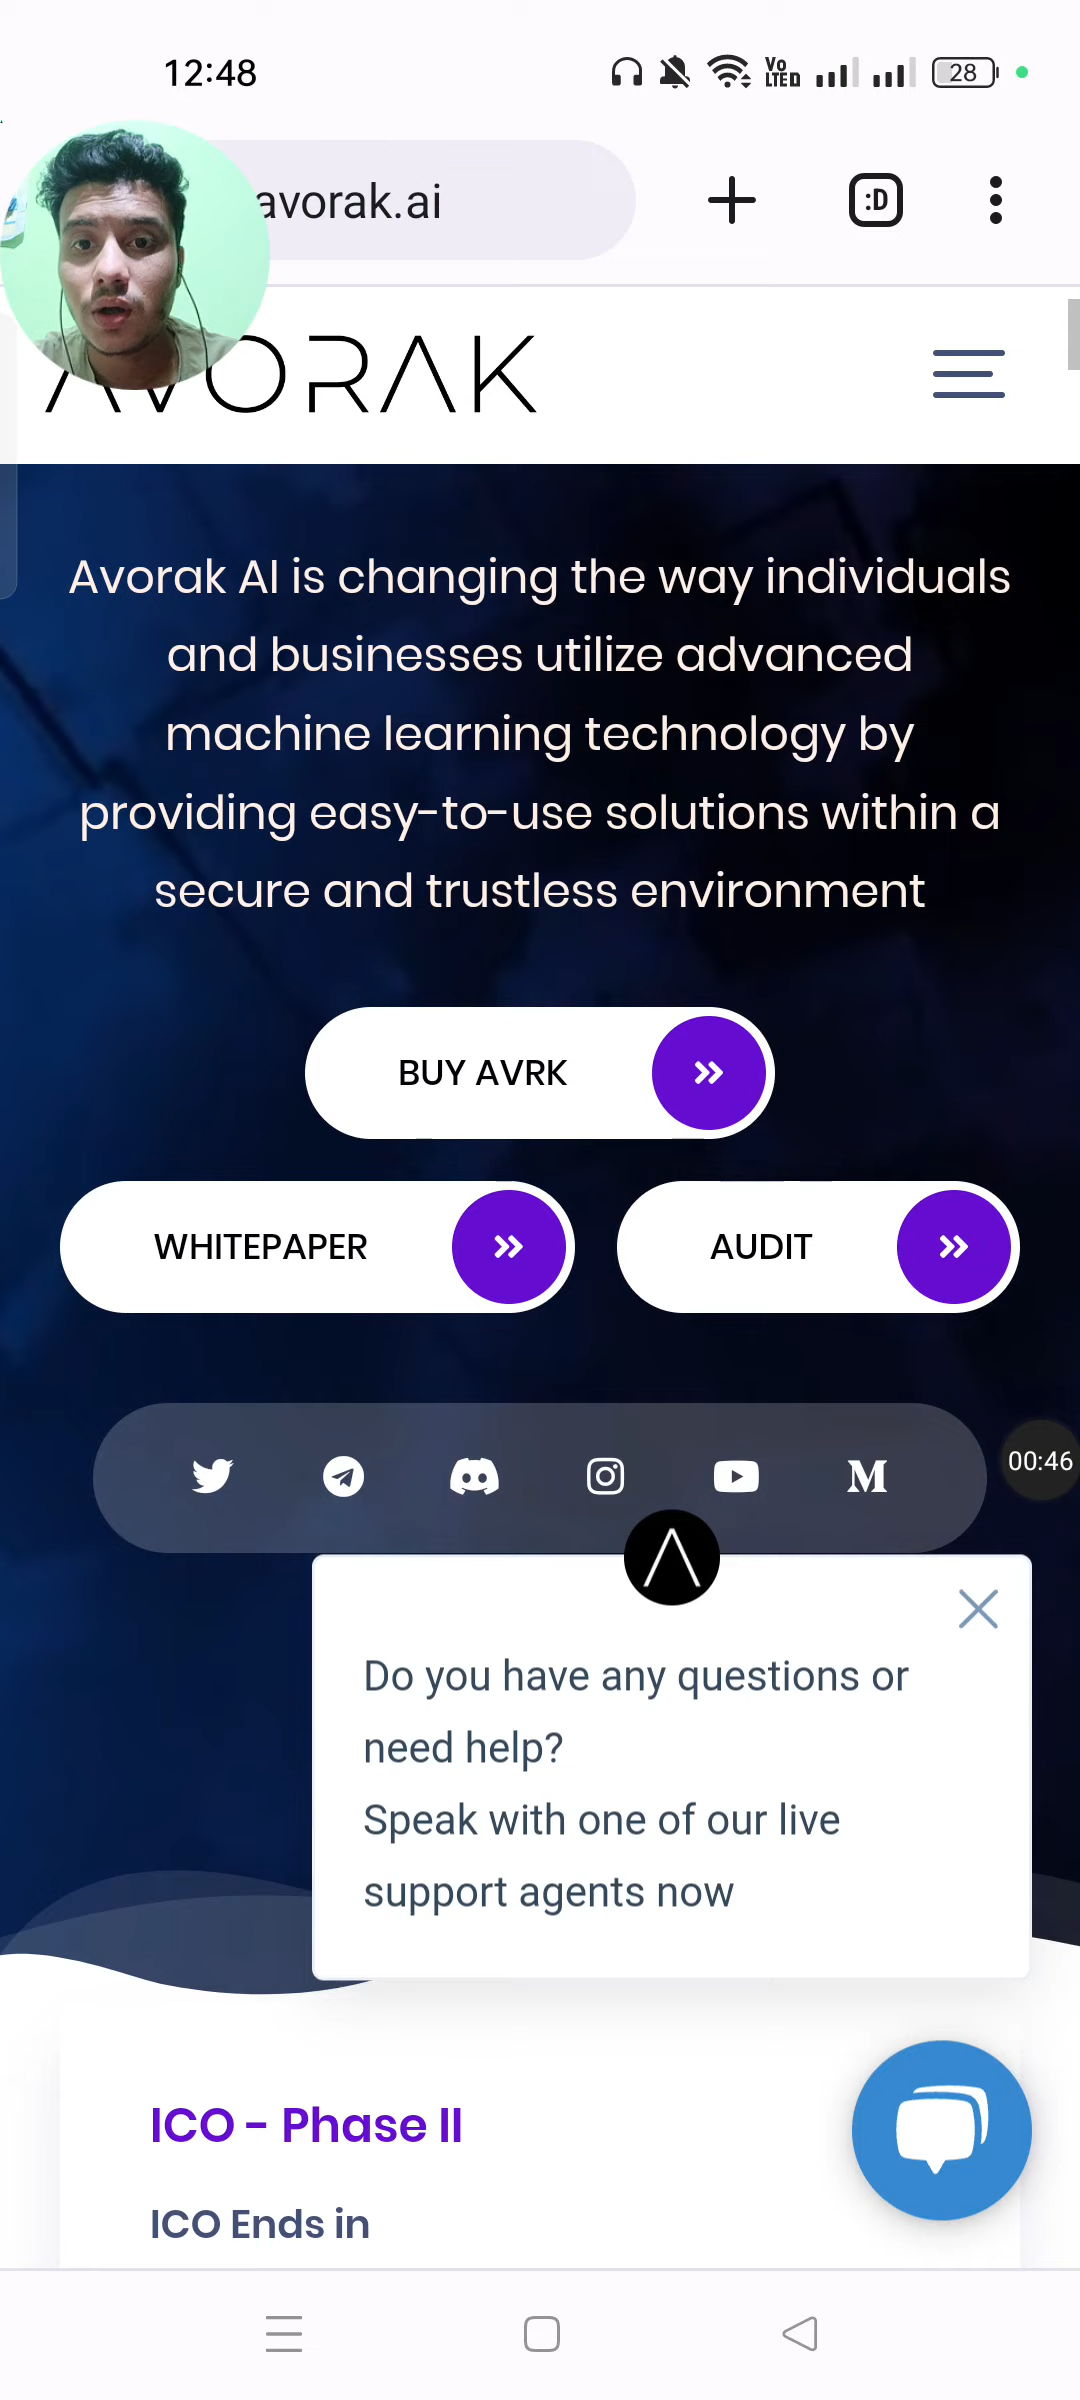 12:48
Vo
LTED
28
avorak.ai
:D
AVORAK
Avorak AI is changing the way individuals
and businesses utilize advanced
machine learning technology by
providing easy-to-use solutions within a
secure and trustless environment
BUY AVRK
WHITEPAPER
AUDIT
00:46
Do you have any questions or
need help?
Speak with one of our live
support agents now
ICO - Phase II
ICO Ends in